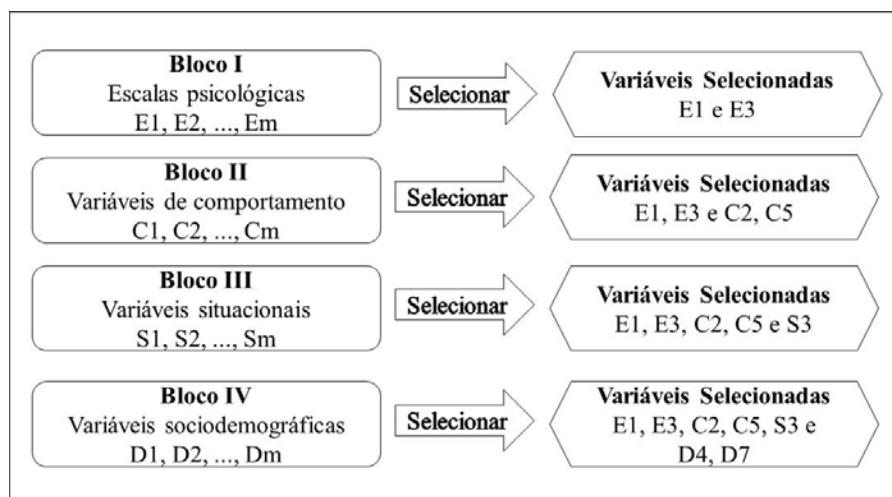 Bloco I
Escalas psicológicas
E1, E2, ..., Em
Selecionar
Variáveis Selecionadas
E1 e E3
Bloco II
Variáveis de comportamento
C1, C2, ..., Cm
Selecionar
Variáveis Selecionadas
E1, E3 e C2, C5
Bloco III
Variáveis situacionais
S1, S2, ..., Sm
Selecionar
Variáveis Selecionadas
E1, E3, C2, C5 e S3
Bloco IV
Variáveis sociodemográficas
D1, D2, ..., Dm
Selecionar
Variáveis Selecionadas
E1, E3, C2, C5, S3 e
D4, D7